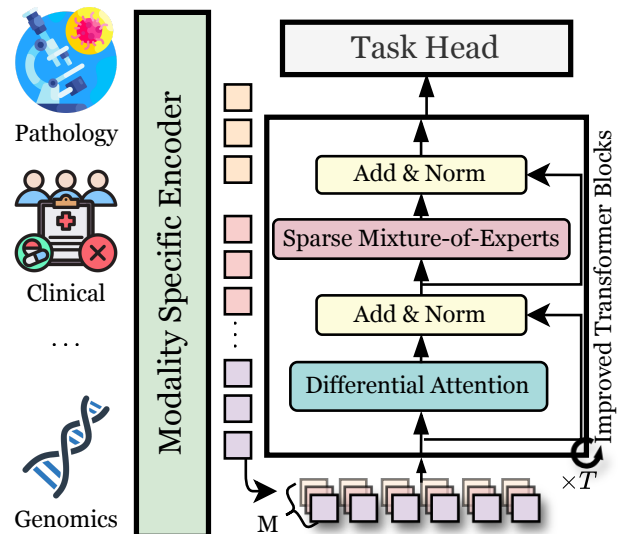 Pathology
Clinical
. . .
Genomics
Modality Specific Encoder
Task Head
Add & Norm
Sparse Mixture-of-Experts
Add & Norm
Differential Attention
Improved Transformer Blocks
×T
M